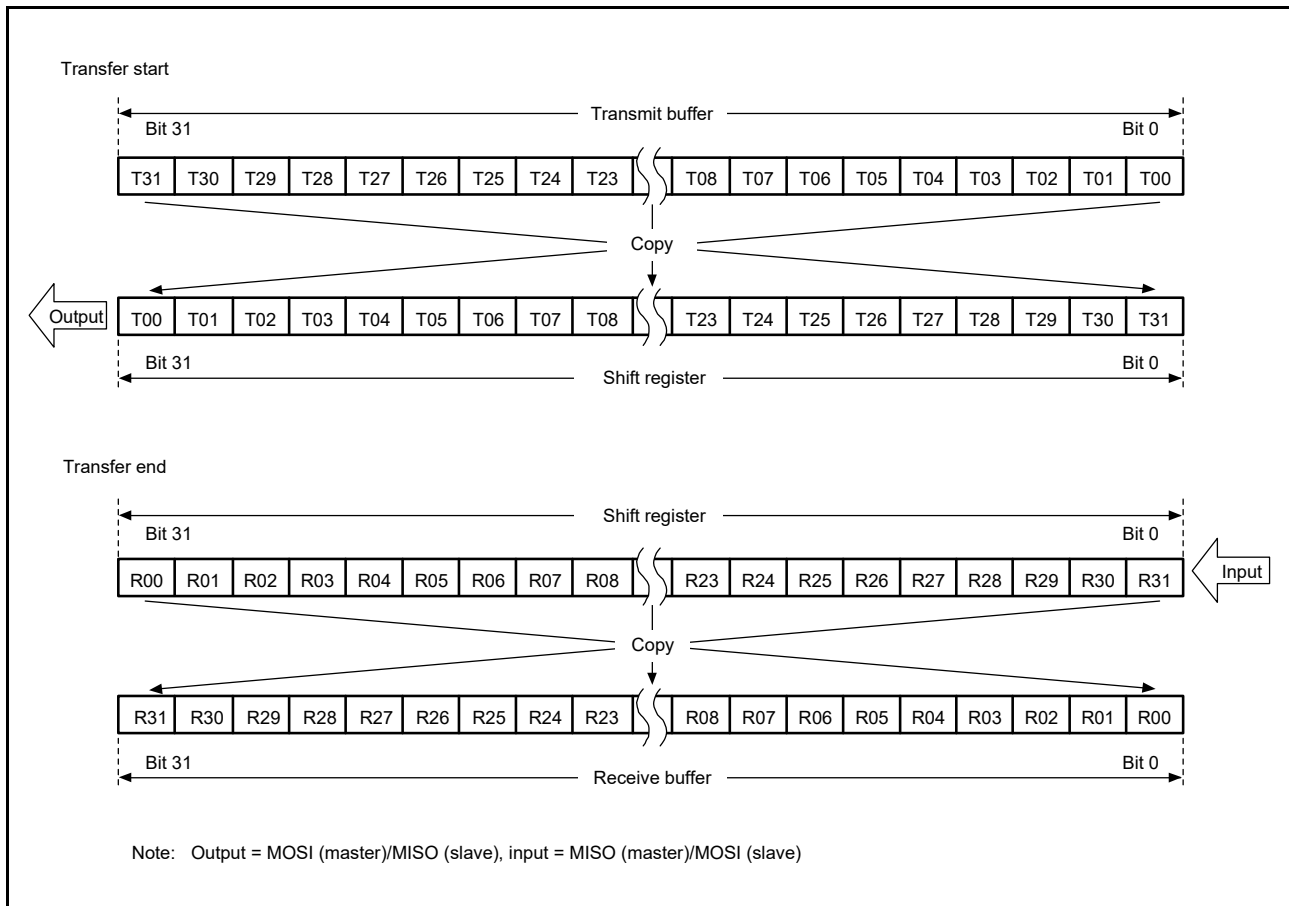 Transfer start
Transmit buffer
Bit 31 Bit 0
T31 T30 T29 T28 T27 T26 T25 T24 T23 T08 T07 T06 T05 T04 T03 T02 T01 T00
Copy
Output T00 T01 T02 T03 T04 T05 T06 T07 T08 T23 T24 T25 T26 T27 T28 T29 T30 T31
Bit 31 Bit 0
Shift register
Transfer end
Shift register
Bit 31 Bit 0
R00 R01 R02 R03 R04 R05 R06 R07 R08 R23 R24 R25 R26 R27 R28 R29 R30 R31 Input
Copy
R31 R30 R29 R28 R27 R26 R25 R24 R23 R08 R07 R06 R05 R04 R03 R02 R01 R00
Bit 31 Bit 0
Receive buffer
Note: Output = MOSI (master)/MISO (slave), input = MISO (master)/MOSI (slave)